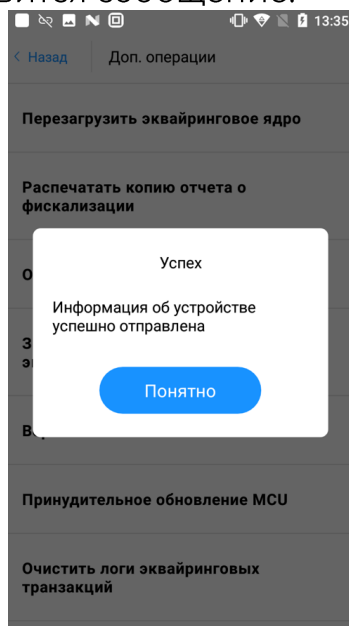 сообщение.
13:35
< Назад
Доп. операции
Перезагрузить эквайринговое ядро
Распечатать копию отчета о
фискализации
Успех
Информация об устройстве
успешно отправлена
Понятно
Принудительное обновление MCU
Очистить логи эквайринговых
транзакций